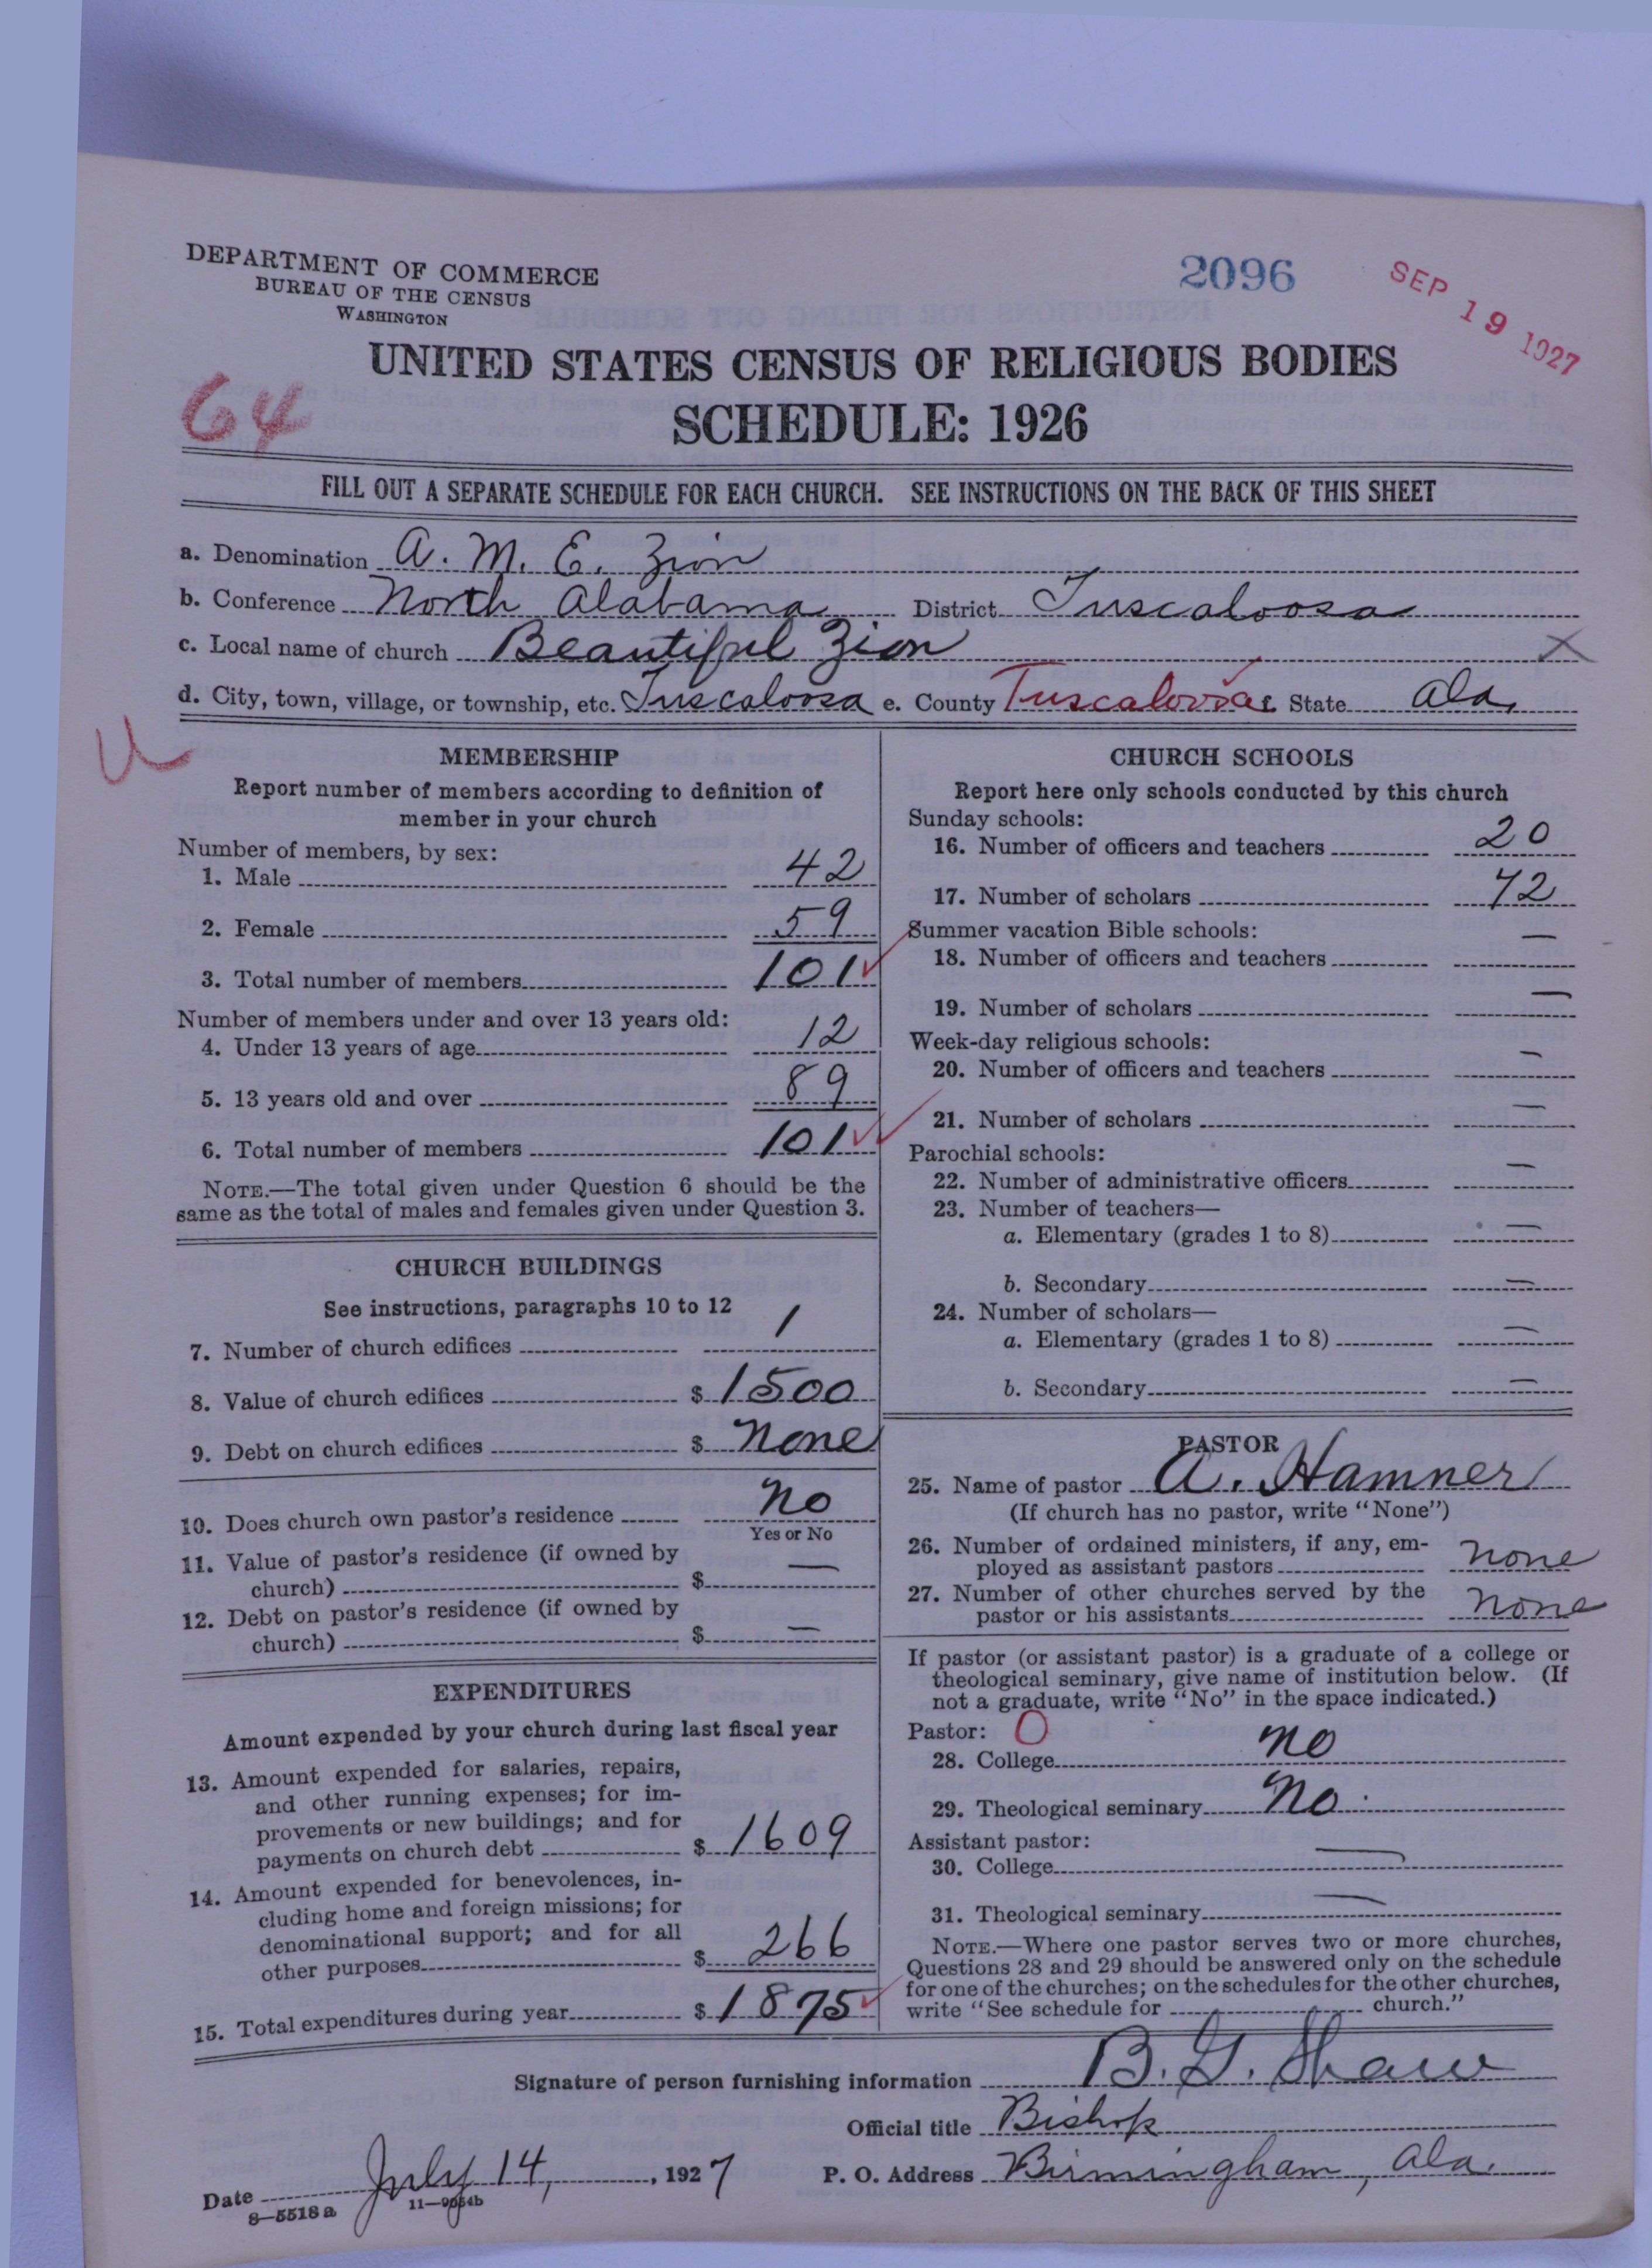 DEPARTMENT OF COMMERCE
BUREAU OF THE CENSUS
WASHINGTON
2096
SEP 19 1927
UNITED STATES CENSUS OF RELIGIOUS BODIES
64
SCHEDULE: 1926
FILL OUT A SEPARATE SCHEDULE FOR EACH CHURCH. SEE INSTRUCTIONS ON THE BACK OF THIS SHEET
a. Denomination A. M. E. Zion
b. Conference North Alabama District Tuscaloosa
c. Local name of church Beautiful Zion X
d. City, town, village, or township, etc. Tuscaloosa e. County Tuscaloosa f. State Ala.
U
MEMBERSHIP
Report number of members according to definition of
member in your church
Number of members, by sex:
1. Male 42
2. Female 59
3. Total number of members 101
Number of members under and over 13 years old:
4. Under 13 years of age 12
5. 13 years old and over 89
6. Total number of members 101
NOTE.—The total given under Question 6 should be the
same as the total of males and females given under Question 3.
CHURCH BUILDINGS
See instructions, paragraphs 10 to 12
7. Number of church edifices 1
8. Value of church edifices $ 1500
9. Debt on church edifices $ None
10. Does church own pastor's residence No
Yes or No
11. Value of pastor's residence (if owned by
church) $ —
12. Debt on pastor's residence (if owned by
church) $ —
EXPENDITURES
Amount expended by your church during last fiscal year
13. Amount expended for salaries, repairs,
and other running expenses; for im-
provements or new buildings; and for
payments on church debt $ 1609
14. Amount expended for benevolences, in-
cluding home and foreign missions; for
denominational support; and for all
other purposes $ 266
15. Total expenditures during year $ 1875
CHURCH SCHOOLS
Report here only schools conducted by this church
Sunday schools:
16. Number of officers and teachers 20
17. Number of scholars 72
Summer vacation Bible schools:
18. Number of officers and teachers —
19. Number of scholars —
Week-day religious schools:
20. Number of officers and teachers —
21. Number of scholars —
Parochial schools:
22. Number of administrative officers —
23. Number of teachers—
a. Elementary (grades 1 to 8) —
b. Secondary —
24. Number of scholars—
a. Elementary (grades 1 to 8) —
b. Secondary —
PASTOR
25. Name of pastor A. Hamner
(If church has no pastor, write "None")
26. Number of ordained ministers, if any, em-
ployed as assistant pastors None
27. Number of other churches served by the
pastor or his assistants None
If pastor (or assistant pastor) is a graduate of a college or
theological seminary, give name of institution below. (If
not a graduate, write "No" in the space indicated.)
Pastor: 0
28. College No
29. Theological seminary No
Assistant pastor:
30. College —
31. Theological seminary —
NOTE.—Where one pastor serves two or more churches,
Questions 28 and 29 should be answered only on the schedule
for one of the churches; on the schedules for the other churches,
write "See schedule for church."
Signature of person furnishing information B. G. Shaw
Official title Bishop
Date July 14, 1927 P. O. Address Birmingham, Ala.
8—5518a 11—9054b